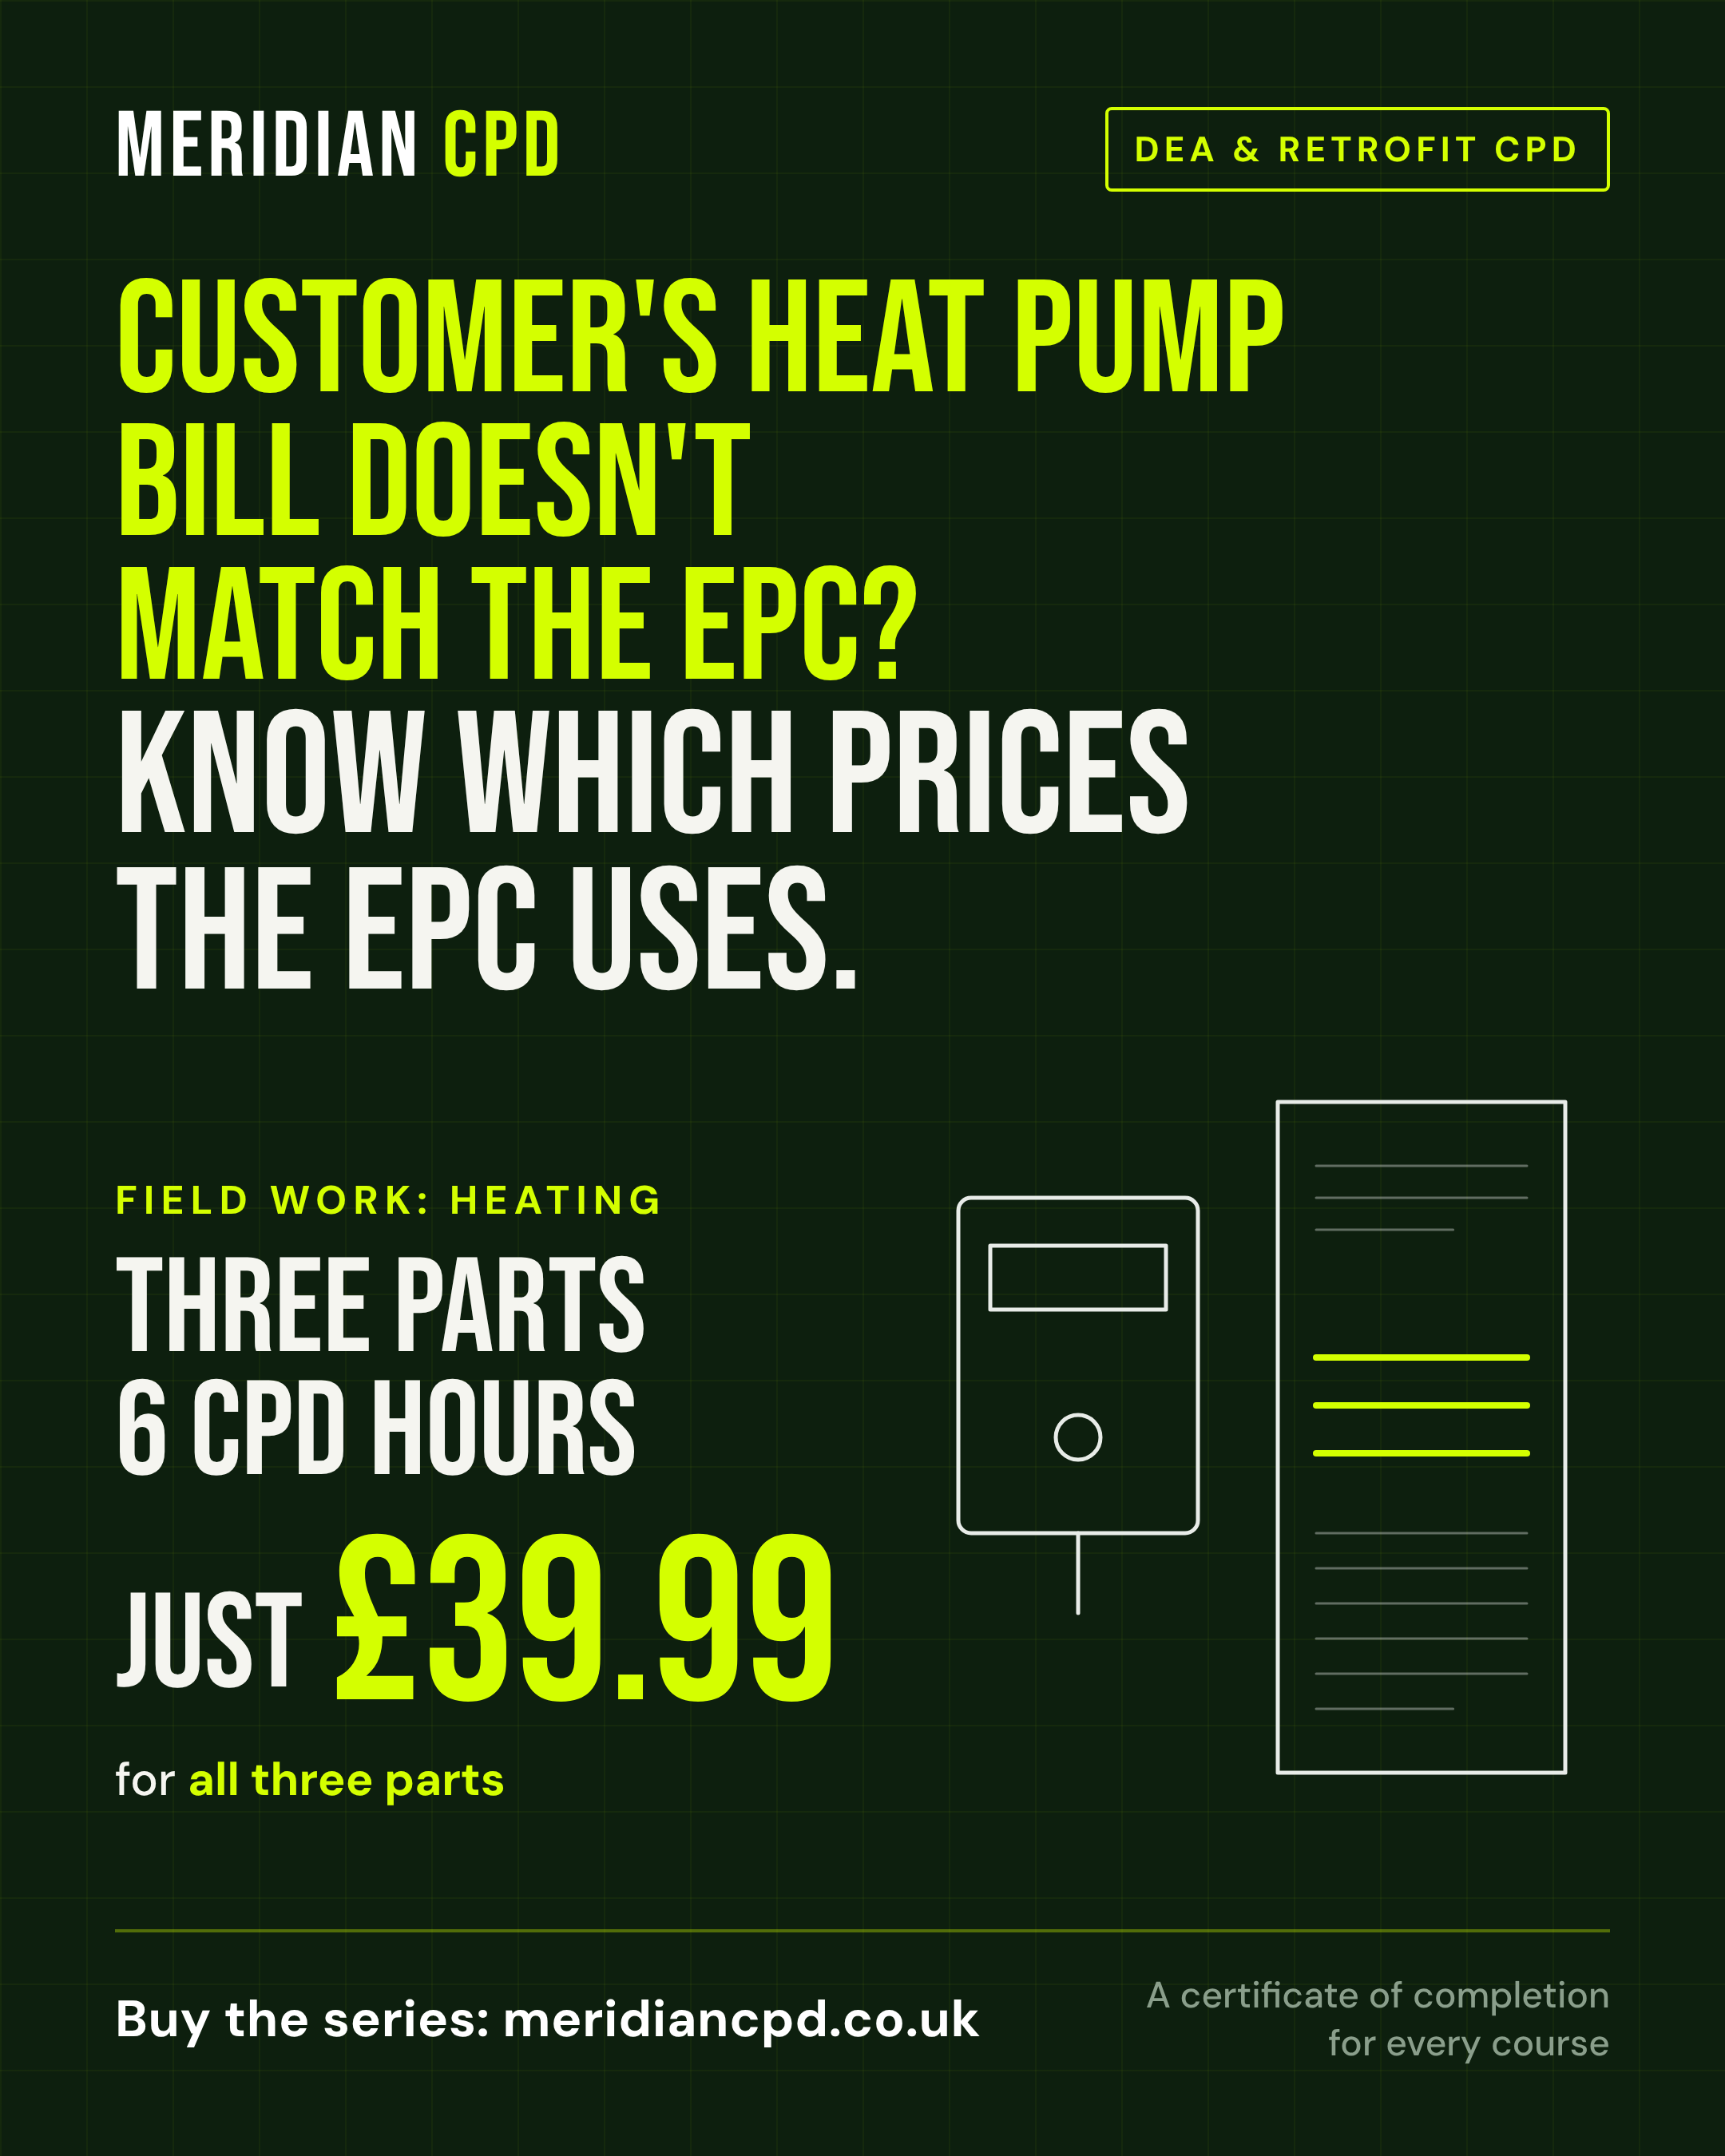 MERIDIAN CPD
DEA & RETROFIT CPD
CUSTOMER'S HEAT PUMP
BILL DOESN'T
MATCH THE EPC?
KNOW WHICH PRICES
THE EPC USES.
FIELD WORK: HEATING
THREE PARTS
6 CPD HOURS
JUST £39.99
for all three parts
Buy the series: meridiancpd.co.uk
A certificate of completion
for every course